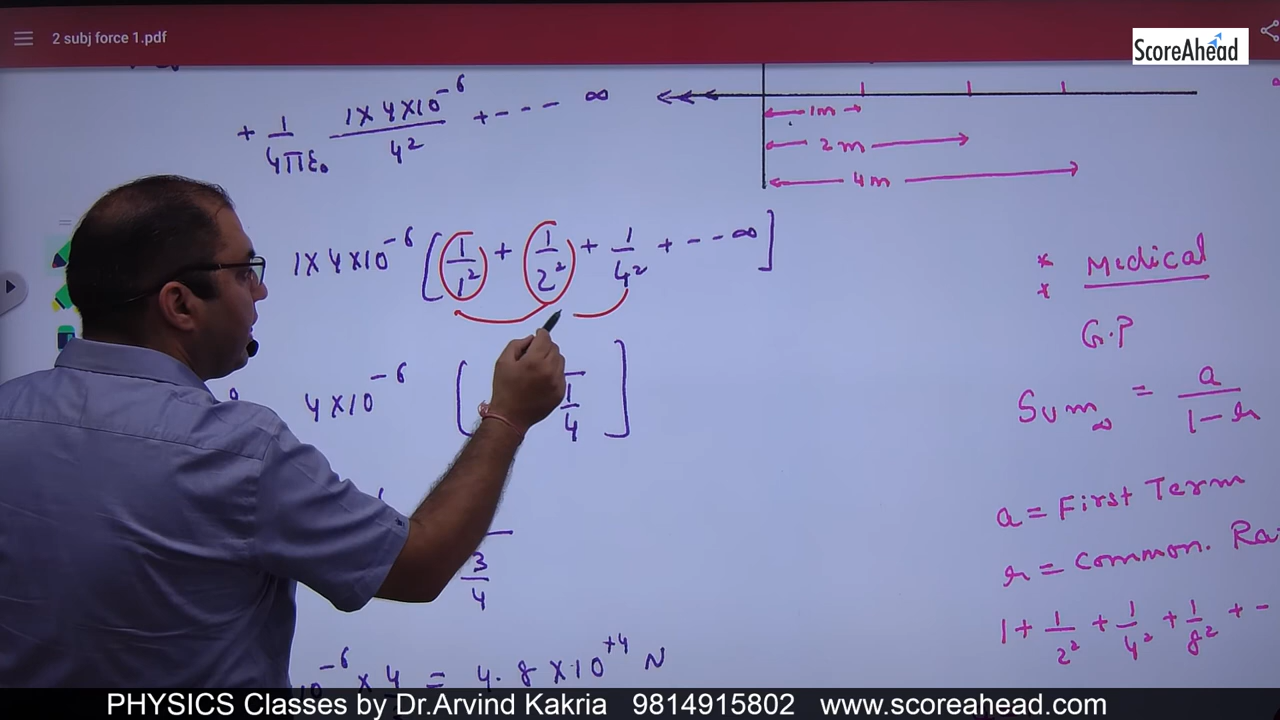 2 subj force 1.pdf
ScoreAhead
+ 1/4πε₀ 1×4×10⁻⁶/4² + ---- ∞
1m
2m
4m
1×4×10⁻⁶ [1/1² + 1/2² + 1/4² + --- ∞]
* Medical
*
G.P
4×10⁻⁶ [ 1/4 ]
Sum∞ = a/1-r
a = First Term
r = Common. Ra
3/4
1 + 1/2² + 1/4² + 1/8² + -
10⁻⁶ × 4 = 4.8×10⁺⁴ N
PHYSICS Classes by Dr.Arvind Kakria 9814915802 www.scoreahead.com